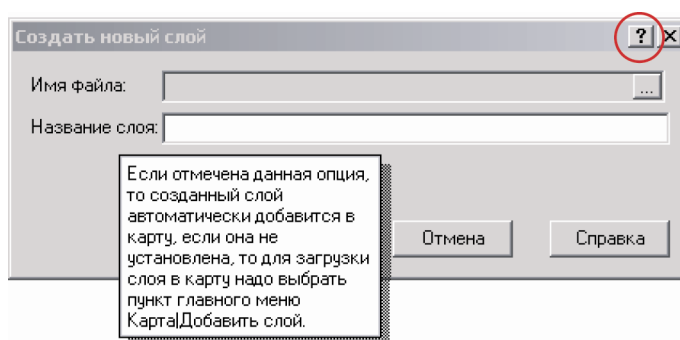 Создать новый слой
?
Имя файла:
...
Название слоя:
Если отмечена данная опция,
то созданный слой
автоматически добавится в
карту, если она не
установлена, то для загрузки
слоя в карту надо выбрать
пункт главного меню
Карта|Добавить слой.
Отмена
Справка